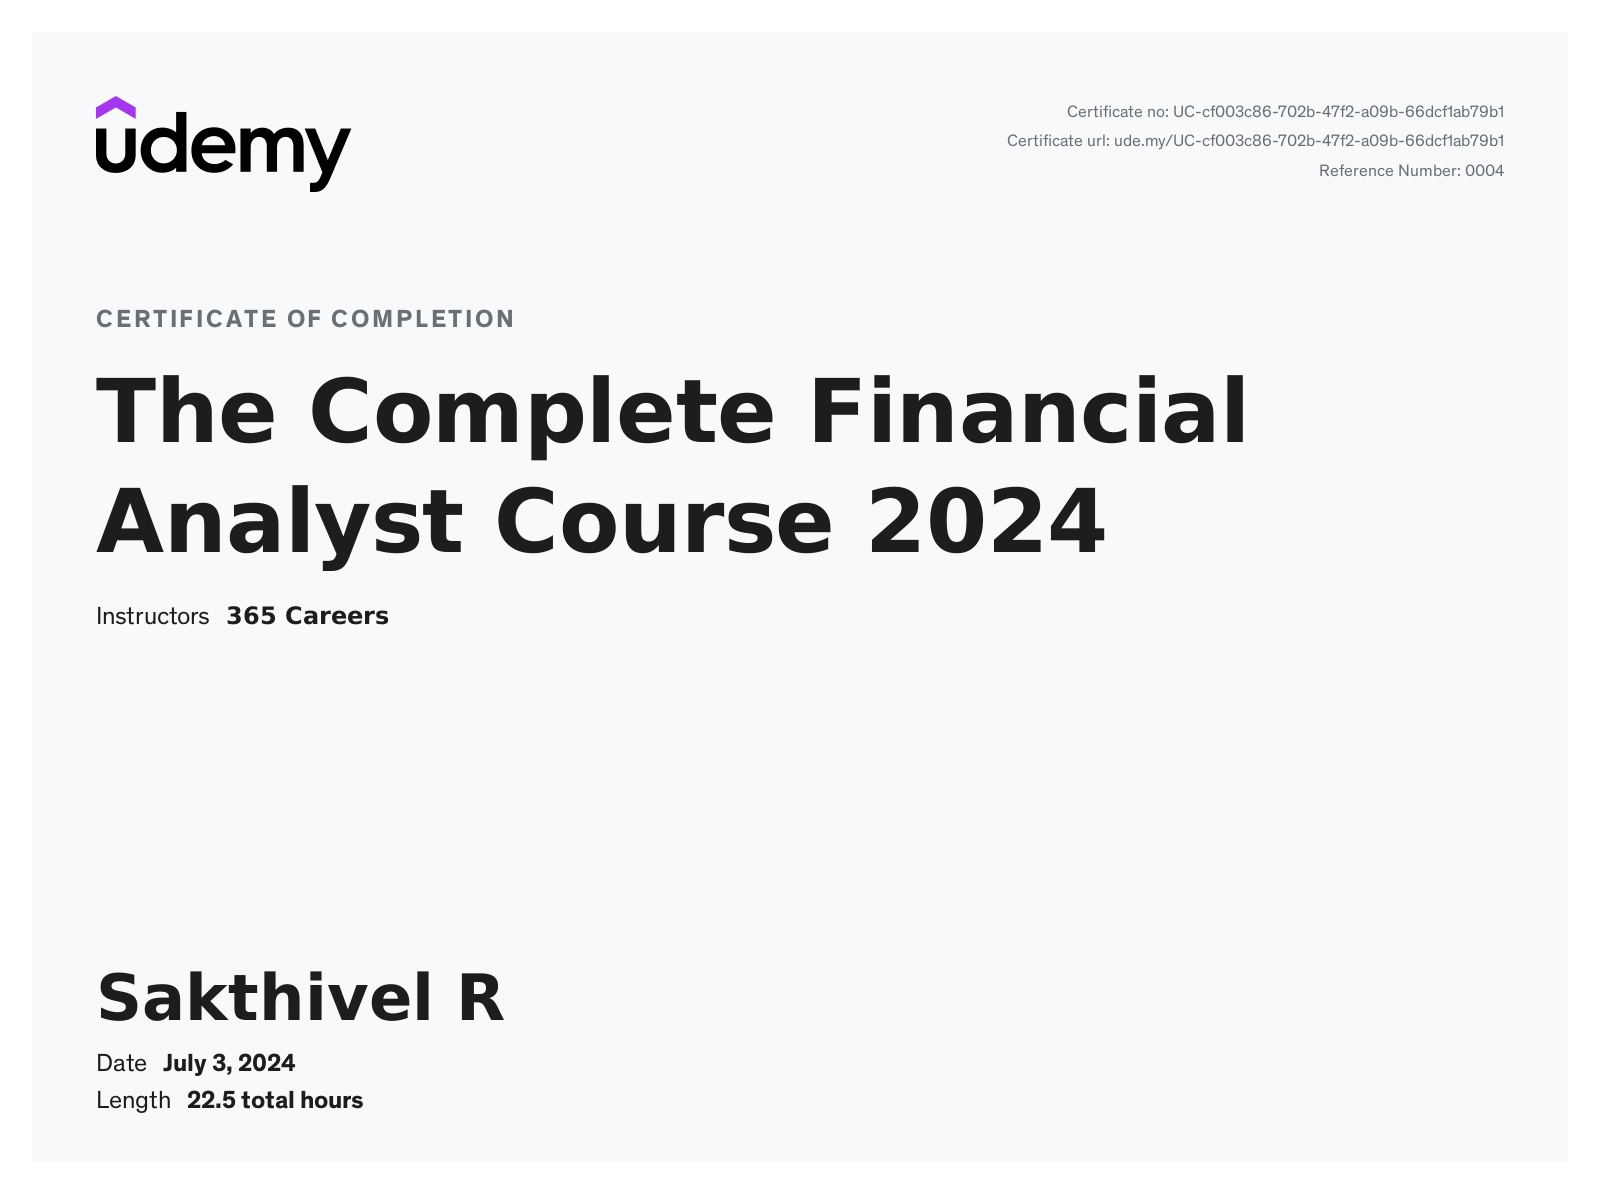 udemy
Certificate no: UC-cf003c86-702b-47f2-a09b-66dcf1ab79b1
Certificate url: ude.my/UC-cf003c86-702b-47f2-a09b-66dcf1ab79b1
Reference Number: 0004
CERTIFICATE OF COMPLETION
The Complete Financial
Analyst Course 2024
Instructors 365 Careers
Sakthivel R
Date July 3, 2024
Length 22.5 total hours